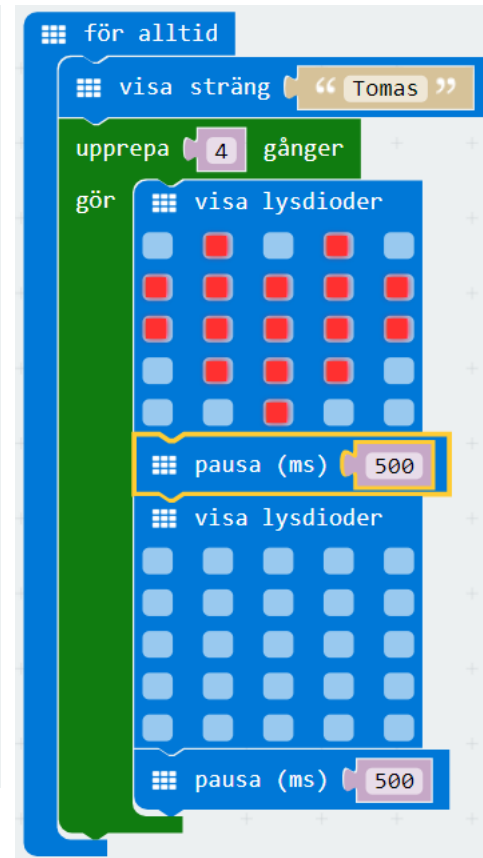 för alltid
visa sträng “ Tomas ”
upprepa 4 gånger
gör visa lysdioder
pausa (ms) 500
visa lysdioder
pausa (ms) 500